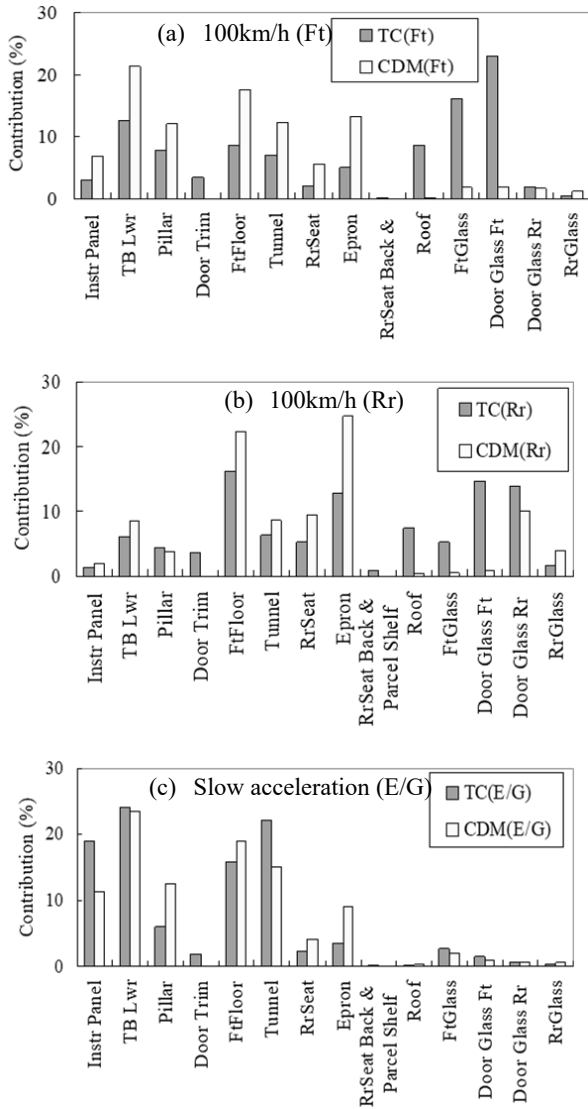 (a) 100km/h (Ft)
TC(Ft)
CDM(Ft)
Contribution (%)
30
20
10
0
Instr Panel
TB Lwr
Pillar
Door Trim
FtFloor
Tunnel
RrSeat
Epron
RrSeat Back &
Roof
FtGlass
Door Glass Ft
Door Glass Rr
RrGlass
(b) 100km/h (Rr)
TC(Rr)
CDM(Rr)
Contribution (%)
30
20
10
0
Instr Panel
TB Lwr
Pillar
Door Trim
FtFloor
Tunnel
RrSeat
Epron
RrSeat Back &
Parcel Shelf
Roof
FtGlass
Door Glass Ft
Door Glass Rr
RrGlass
(c) Slow acceleration (E/G)
TC(E/G)
CDM(E/G)
Contribution (%)
30
20
10
0
Instr Panel
TB Lwr
Pillar
Door Trim
FtFloor
Tunnel
RrSeat
Epron
RrSeat Back &
Parcel Shelf
Roof
FtGlass
Door Glass Ft
Door Glass Rr
RrGlass